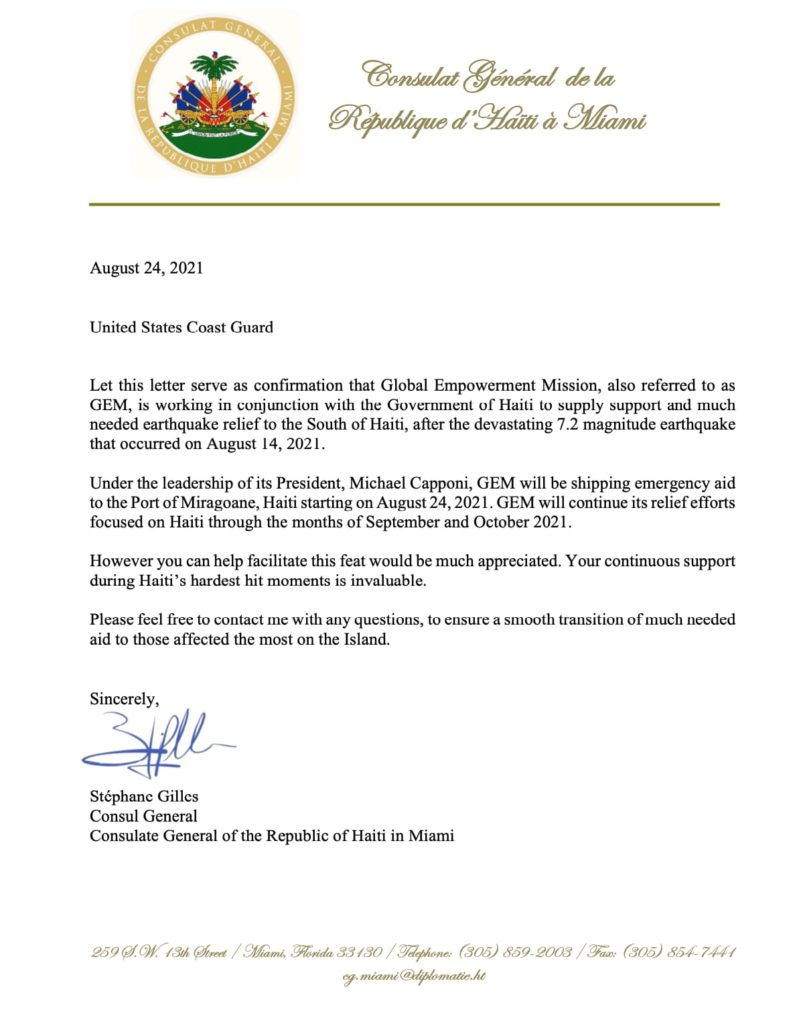 CONSULAT GENERAL
DE LA REPUBLIQUE D'HAITI A MIAMI
Consulat Général de la
République d'Haïti à Miami
August 24, 2021
United States Coast Guard
Let this letter serve as confirmation that Global Empowerment Mission, also referred to as
GEM, is working in conjunction with the Government of Haiti to supply support and much
needed earthquake relief to the South of Haiti, after the devastating 7.2 magnitude earthquake
that occurred on August 14, 2021.
Under the leadership of its President, Michael Capponi, GEM will be shipping emergency aid
to the Port of Miragoane, Haiti starting on August 24, 2021. GEM will continue its relief efforts
focused on Haiti through the months of September and October 2021.
However you can help facilitate this feat would be much appreciated. Your continuous support
during Haiti's hardest hit moments is invaluable.
Please feel free to contact me with any questions, to ensure a smooth transition of much needed
aid to those affected the most on the Island.
Sincerely,
Stéphane Gilles
Consul General
Consulate General of the Republic of Haiti in Miami
259 S.W. 13th Street / Miami, Florida 33130 / Telephone: (305) 859-2003 / Fax: (305) 854-7441
cg.miami@diplomatie.ht